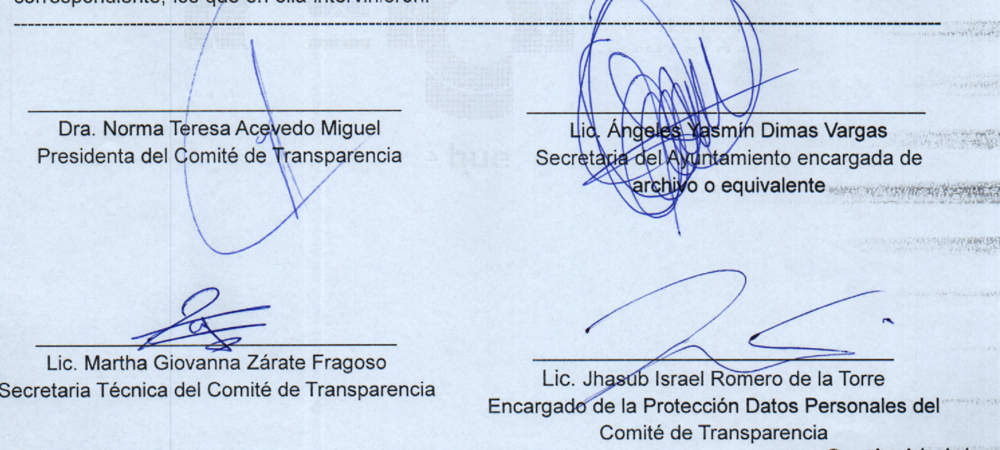 correspondiente, los que en ella intervinieron.
Dra. Norma Teresa Acevedo Miguel
Presidenta del Comité de Transparencia
Lic. Ángeles Yasmín Dimas Vargas
Secretaria del Ayuntamiento encargada de
archivo o equivalente
Lic. Martha Giovanna Zárate Fragoso
Secretaria Técnica del Comité de Transparencia
Lic. Jhasub Israel Romero de la Torre
Encargado de la Protección Datos Personales del
Comité de Transparencia